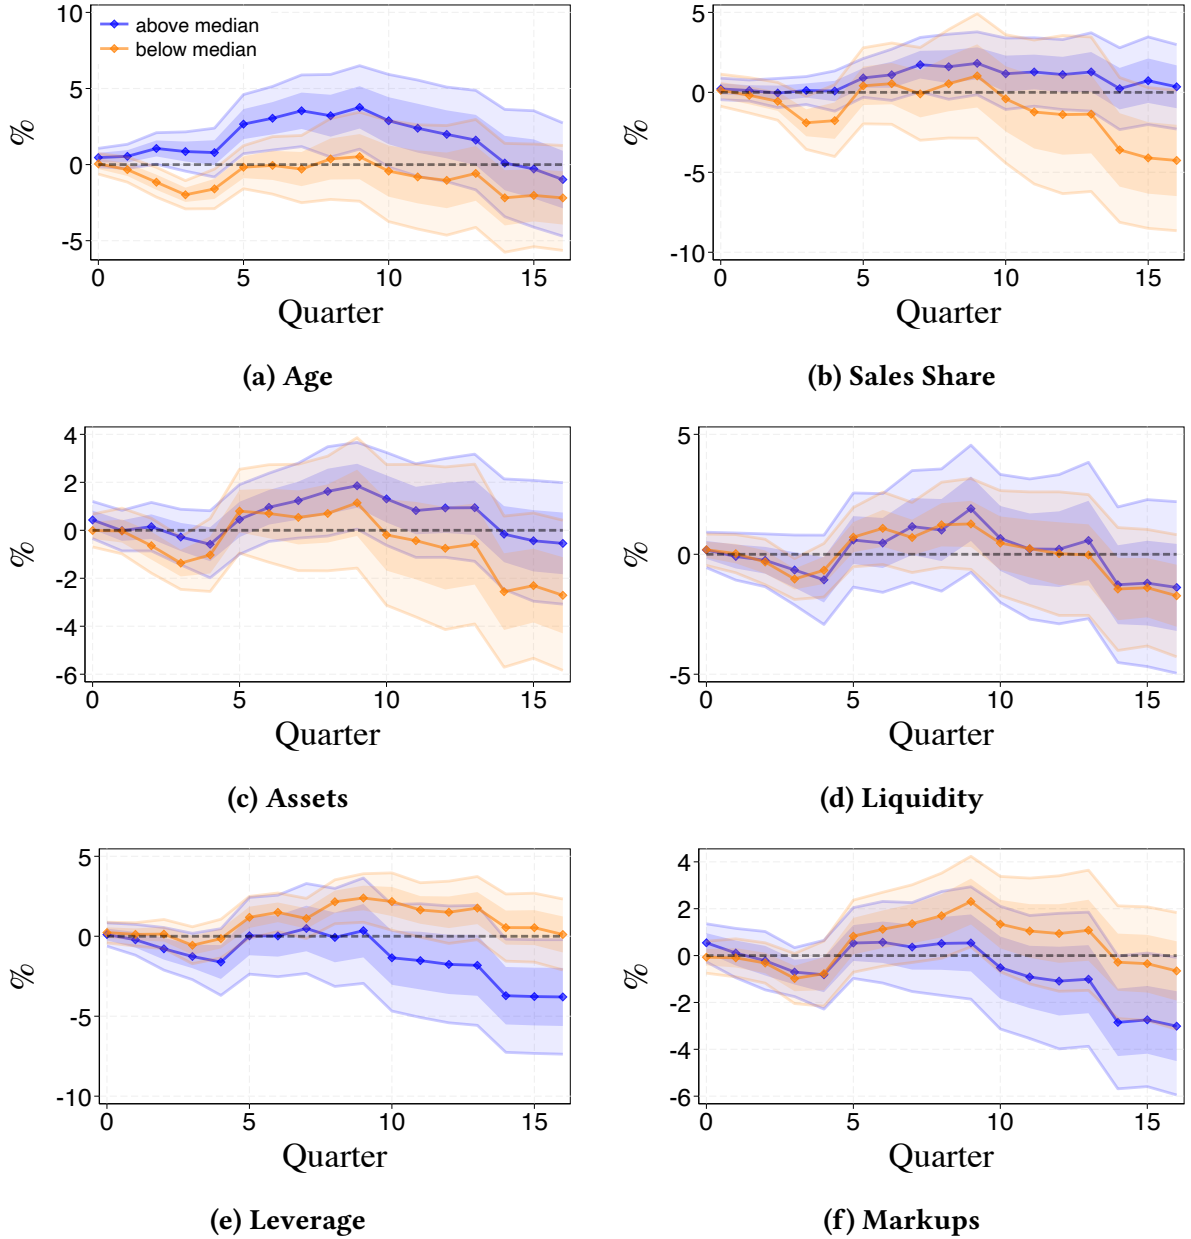 10
5
0
-5
%
above median
below median
0 5 10 15
Quarter
(a) Age
5
0
-5
-10
%
0 5 10 15
Quarter
(b) Sales Share
4
2
0
-2
-4
-6
%
0 5 10 15
Quarter
(c) Assets
5
0
-5
%
0 5 10 15
Quarter
(d) Liquidity
5
0
-5
-10
%
0 5 10 15
Quarter
(e) Leverage
4
2
0
-2
-4
-6
%
0 5 10 15
Quarter
(f) Markups